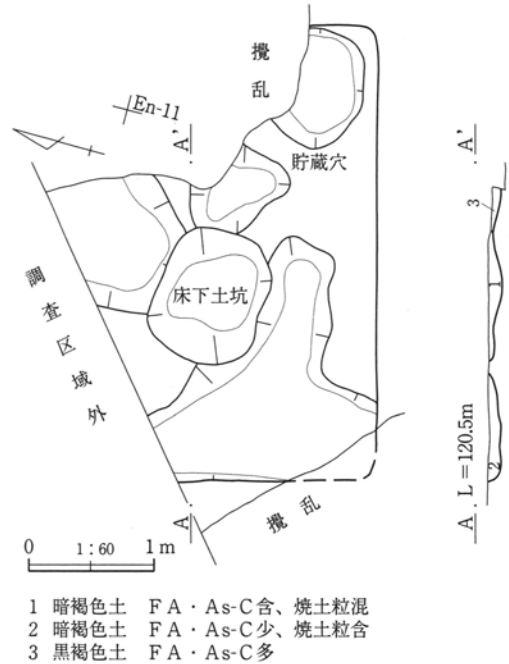 攪乱
En-11
A'
A'
貯蔵穴
3
調査区域外
床下土坑
1
L=120.5m
2
攪乱
A
A
0 1:60 1m
1 暗褐色土 FA・As-C含、焼土粒混
2 暗褐色土 FA・As-C少、焼土粒含
3 黒褐色土 FA・As-C多